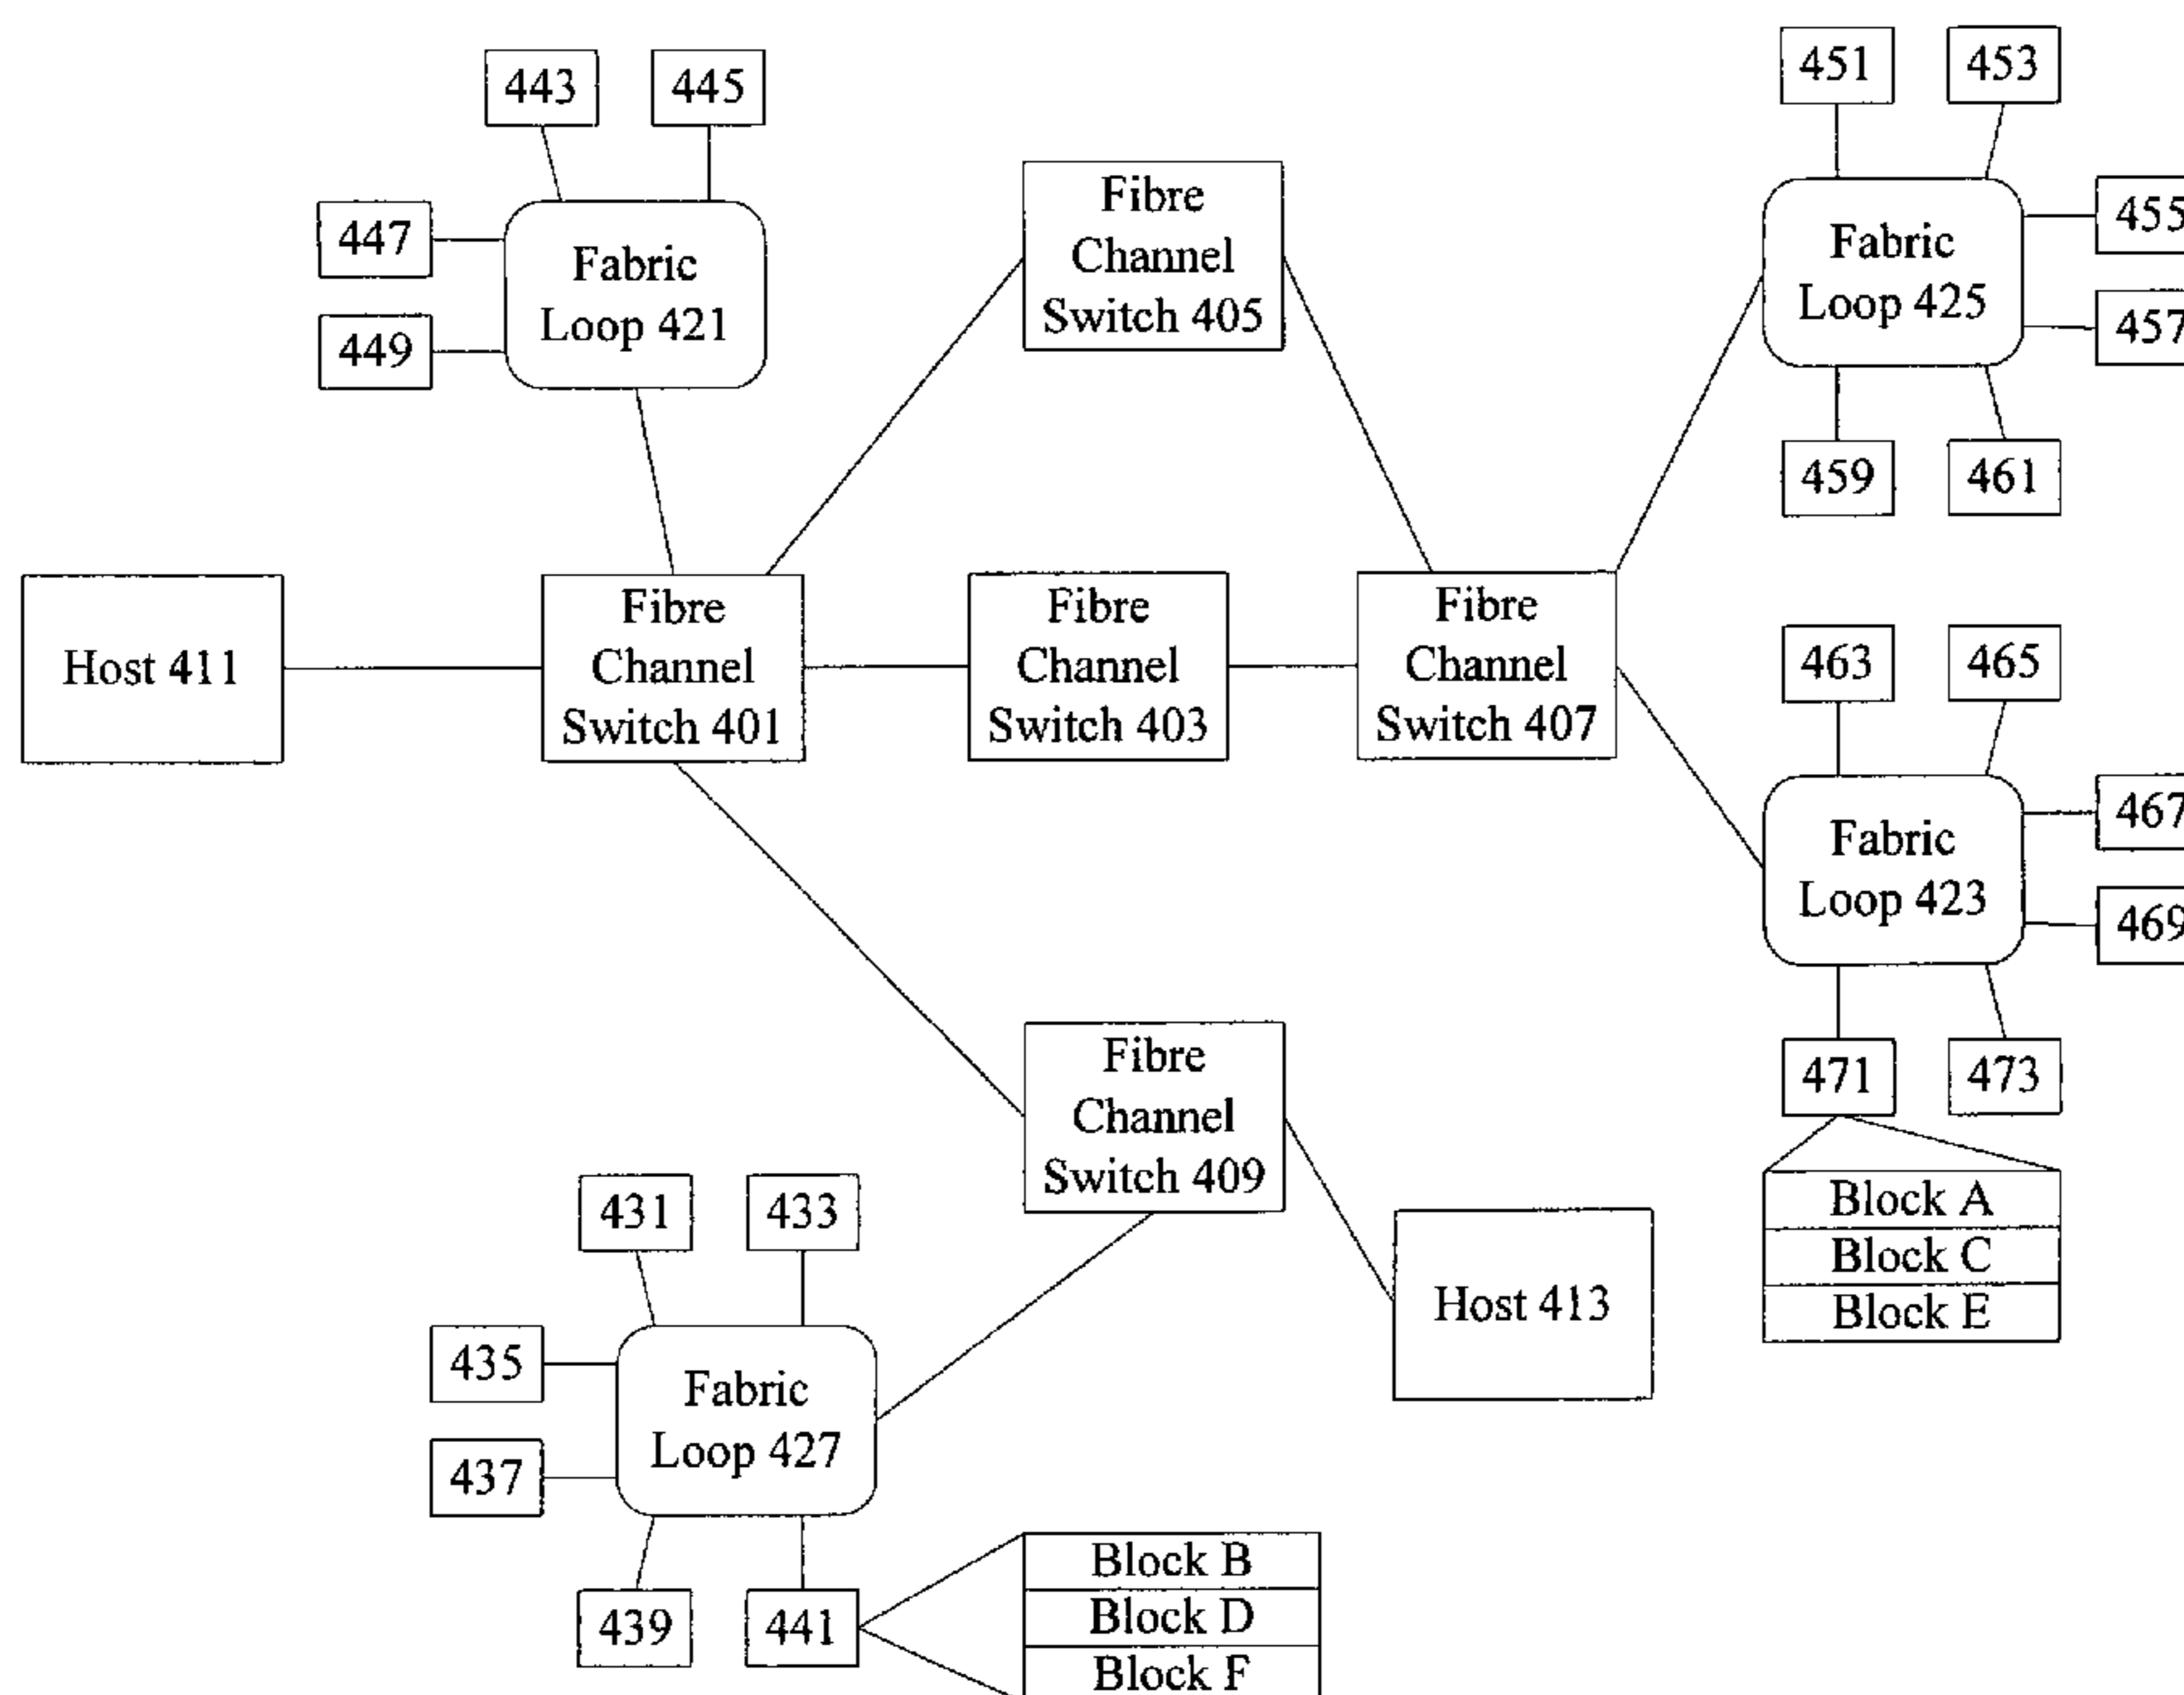 443
445
447
449
Fabric
Loop 421
Fibre
Channel
Switch 405
451
453
455
457
Fabric
Loop 425
459
461
Host 411
Fibre
Channel
Switch 401
Fibre
Channel
Switch 403
Fibre
Channel
Switch 407
463
465
467
469
Fabric
Loop 423
471
473
Block A
Block C
Block E
Fibre
Channel
Switch 409
Host 413
431
433
435
437
Fabric
Loop 427
439
441
Block B
Block D
Block F